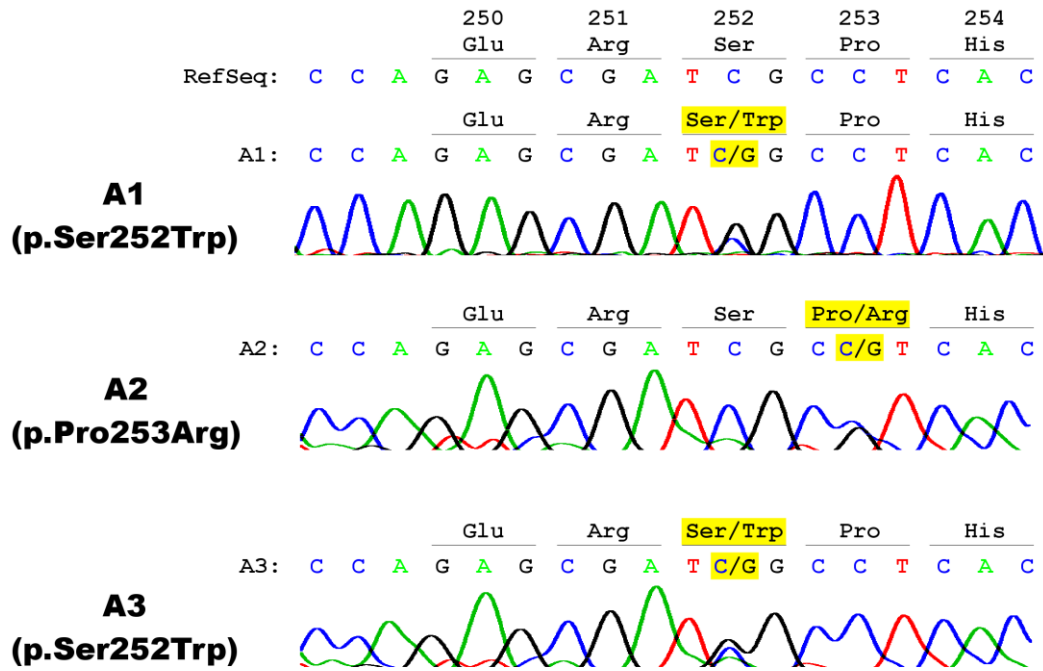 250 251 252 253 254
Glu Arg Ser Pro His
RefSeq: C C A G A G C G A T C G C C T C A C
Glu Arg Ser/Trp Pro His
A1: C C A G A G C G A T C/G G C C T C A C
A1
(p.Ser252Trp)
Glu Arg Ser Pro/Arg His
A2: C C A G A G C G A T C G C C/G T C A C
A2
(p.Pro253Arg)
Glu Arg Ser/Trp Pro His
A3: C C A G A G C G A T C/G G C C T C A C
A3
(p.Ser252Trp)